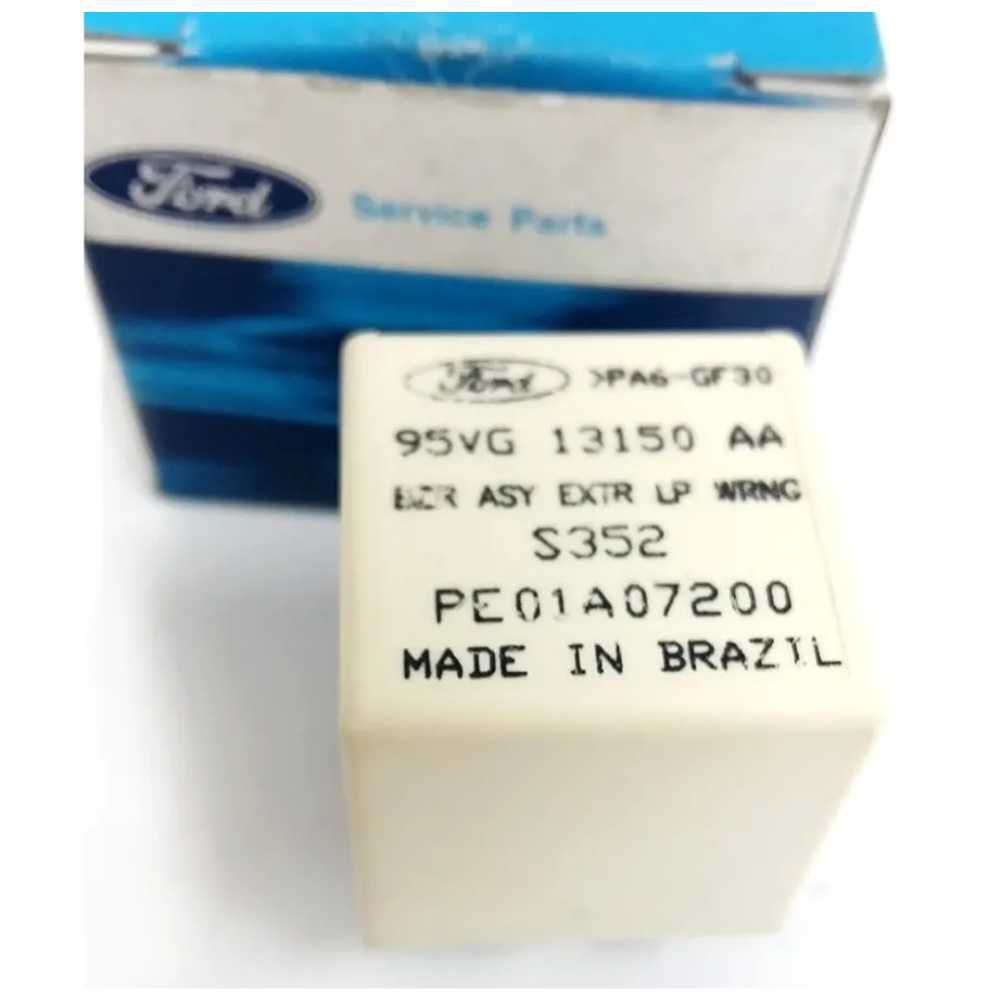 Ford Service Parts
Ford >PA6-GF30
95VG 13150 AA
BZR ASY EXTR LP WRNG
S352
PE01A07200
MADE IN BRAZIL